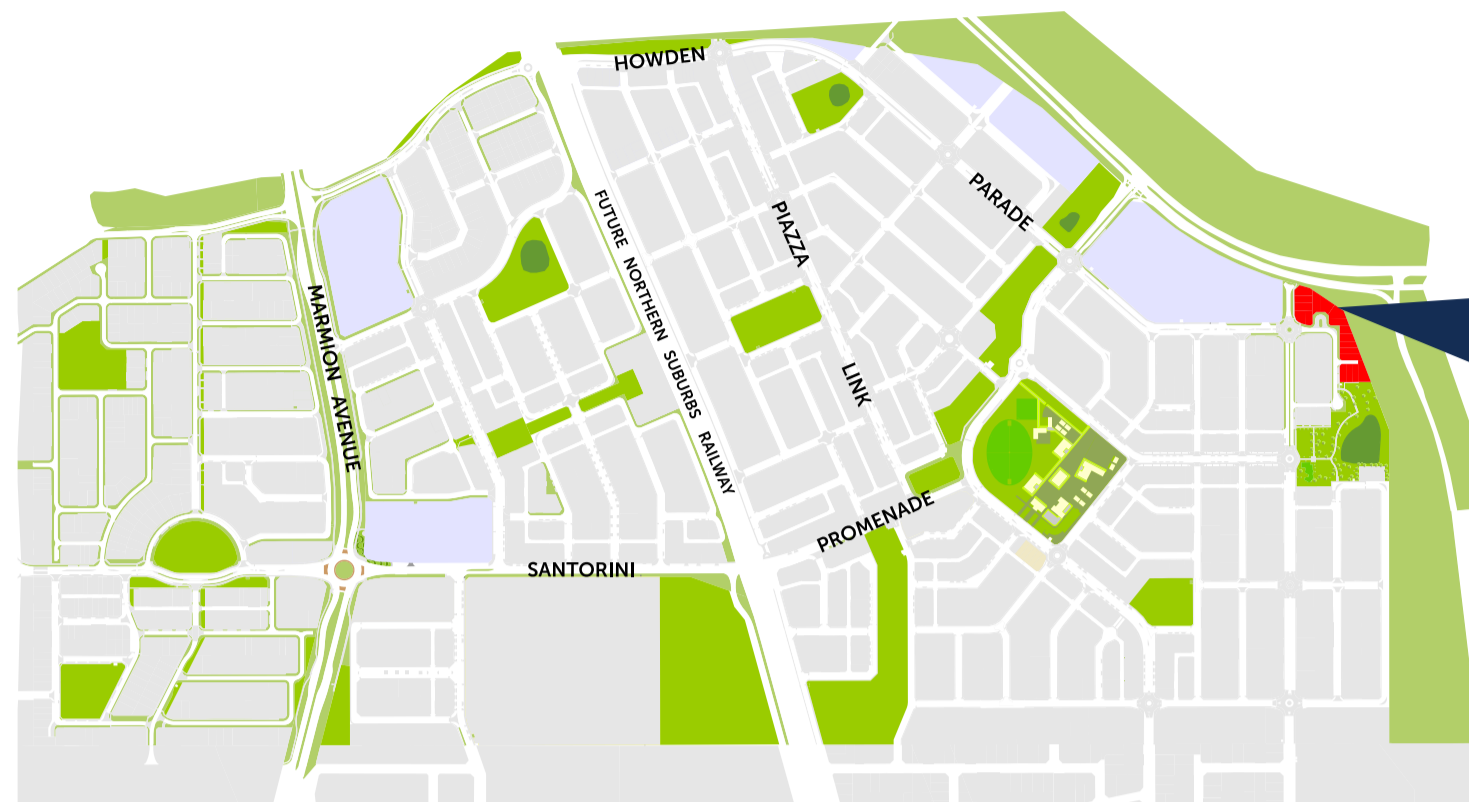 HOWDEN
PARADE
PIAZZA
LINK
FUTURE NORTHERN SUBURBS RAILWAY
MARMION AVENUE
PROMENADE
SANTORINI